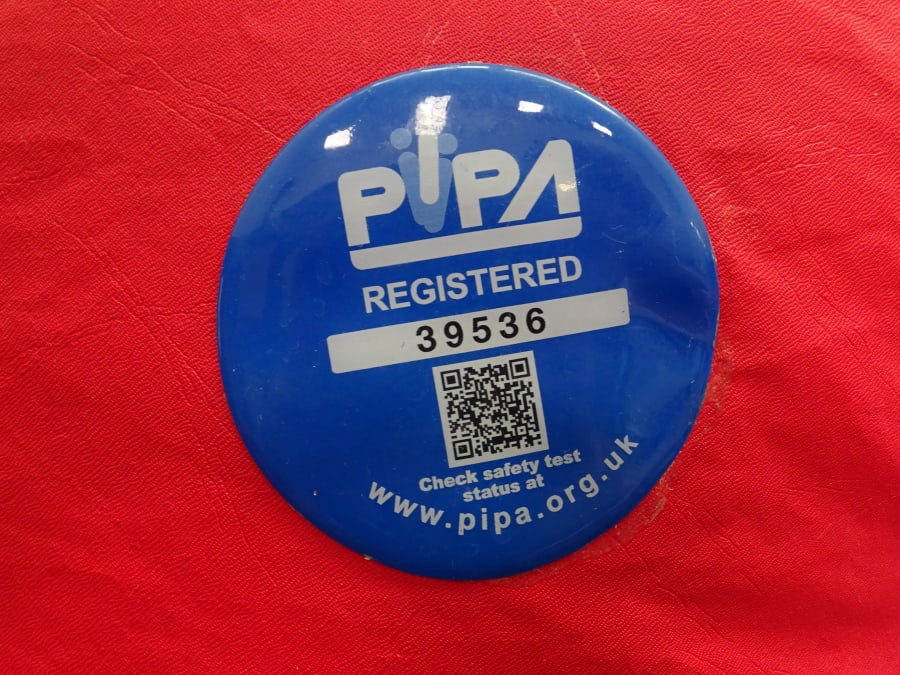 PIPA
REGISTERED
39536
Check safety test
status at
www.pipa.org.uk